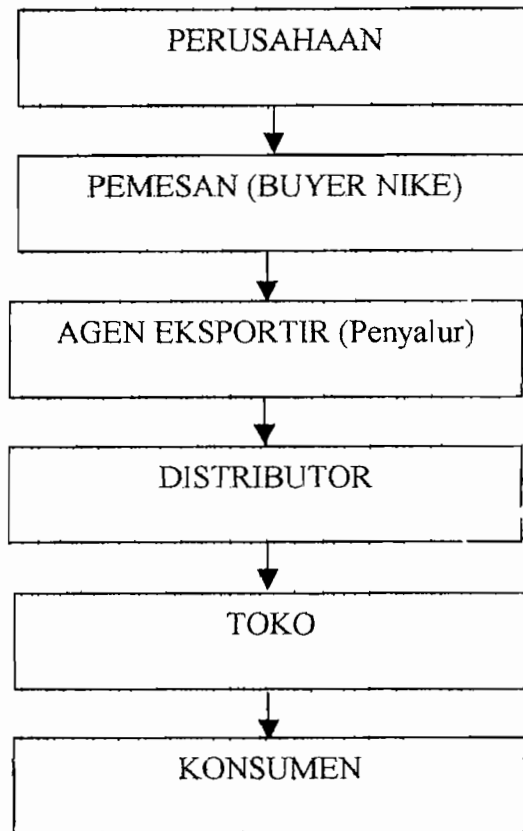 PERUSAHAAN
PEMESAN (BUYER NIKE)
AGEN EKSPORTIR (Penyalur)
DISTRIBUTOR
TOKO
KONSUMEN